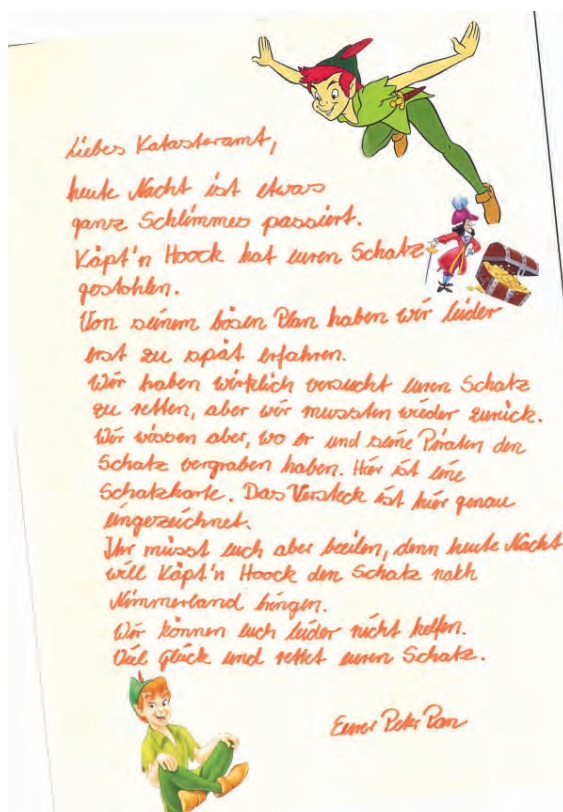 Liebes Katasteramt,
heute Nacht ist etwas
ganz Schlimmes passiert.
Käpt'n Hoock hat euren Schatz
gestohlen.
Von seinem bösen Plan haben wir leider
erst zu spät erfahren.
Wir haben wirklich versucht euren Schatz
zu retten, aber wir mussten wieder zurück.
Wir wissen aber, wo er und seine Piraten den
Schatz vergraben haben. Hier ist eine
Schatzkarte. Das Versteck ist hier genau
eingezeichnet.
Ihr müsst euch aber beeilen, denn heute Nacht
will Käpt'n Hoock den Schatz nach
Nimmerland bringen.
Wir können euch leider nicht helfen.
Viel Glück und rettet euren Schatz.
Eurer Peter Pan